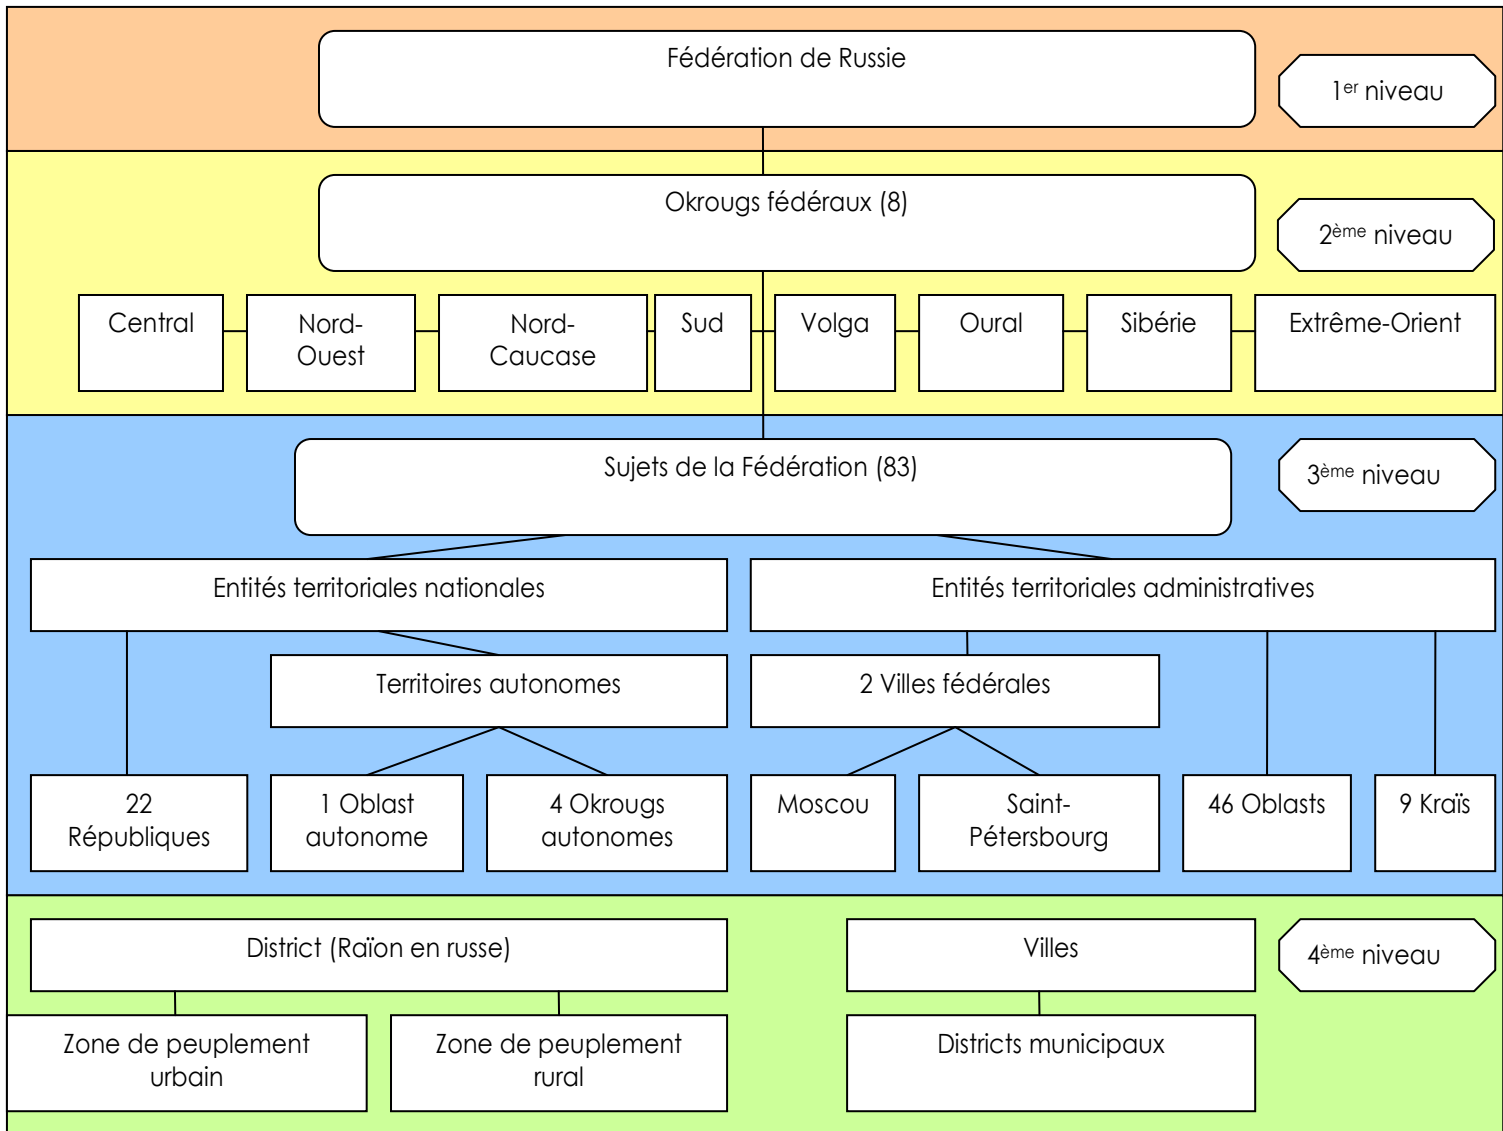 Fédération de Russie
1er niveau
Okrougs fédéraux (8)
2ème niveau
Central
Nord-
Ouest
Nord-
Caucase
Sud
Volga
Oural
Sibérie
Extrême-Orient
Sujets de la Fédération (83)
3ème niveau
Entités territoriales nationales
Entités territoriales administratives
Territoires autonomes
2 Villes fédérales
22
Républiques
1 Oblast
autonome
4 Okrougs
autonomes
Moscou
Saint-
Pétersbourg
46 Oblasts
9 Kraïs
District (Raïon en russe)
Villes
4ème niveau
Zone de peuplement
urbain
Zone de peuplement
rural
Districts municipaux